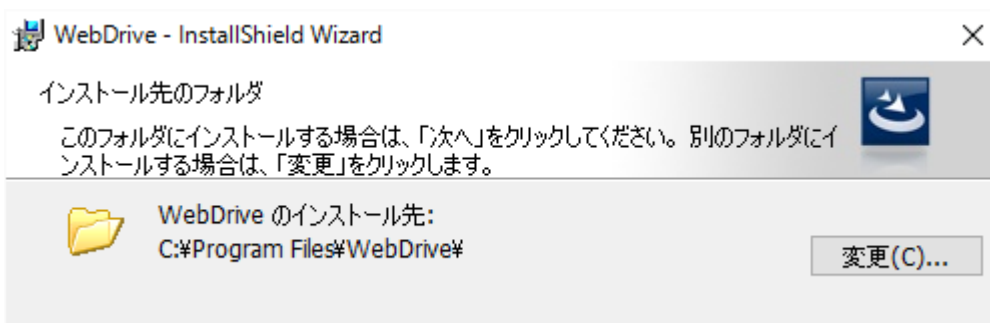 WebDrive - InstallShield Wizard
インストール先のフォルダ
このフォルダにインストールする場合は、「次へ」をクリックしてください。別のフォルダにイ
ンストールする場合は、「変更」をクリックします。
WebDrive のインストール先:
C:¥Program Files¥WebDrive¥
変更(C)...